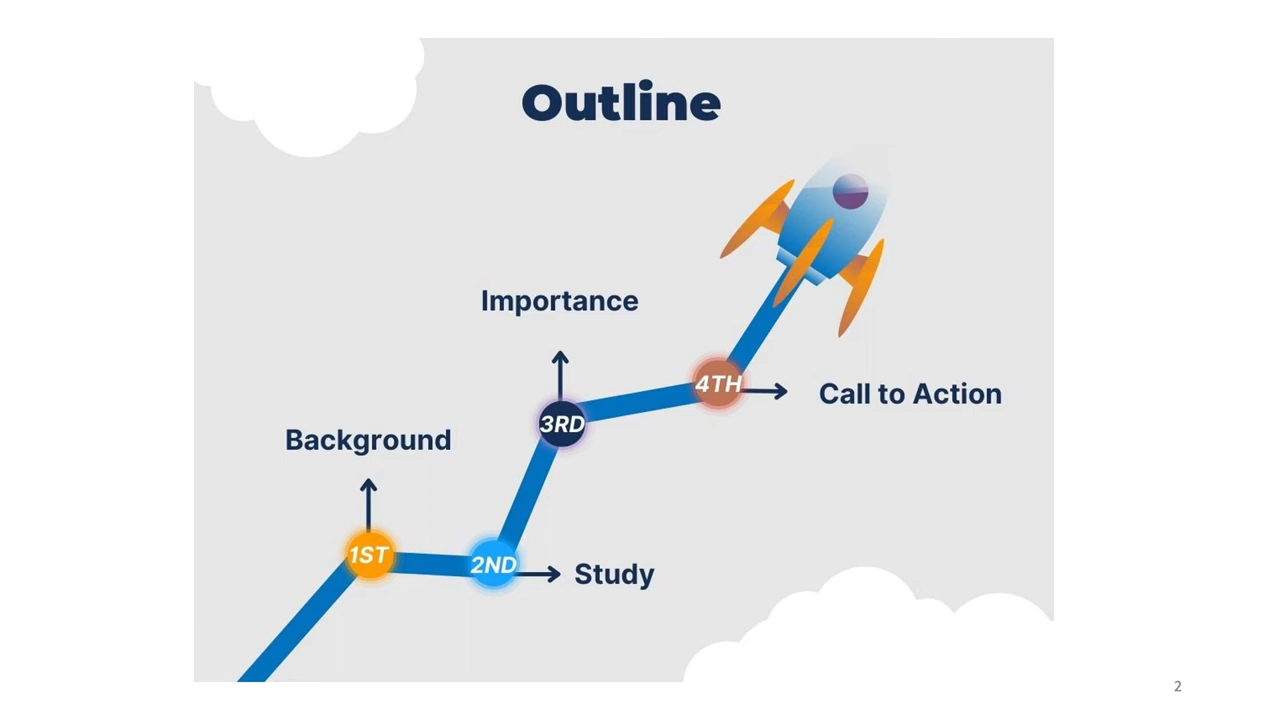 Outline
Importance
4TH
Call to Action
3RD
Background
1ST
2ND
Study
2